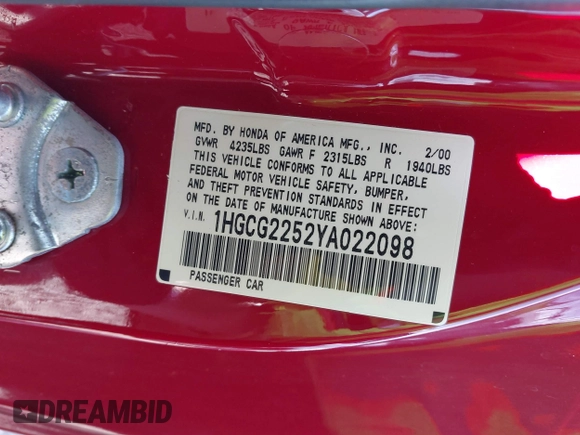 MFD. BY HONDA OF AMERICA MFG., INC. 2/00
GVWR 4235LBS GAWR F 2315LBS R 1940LBS
THIS VEHICLE CONFORMS TO ALL APPLICABLE
FEDERAL MOTOR VEHICLE SAFETY, BUMPER,
AND THEFT PREVENTION STANDARDS IN EFFECT
ON THE DATE OF MANUFACTURE SHOWN ABOVE:
V.I.N. 1HGCG2252YA022098
PASSENGER CAR
DREAMBID